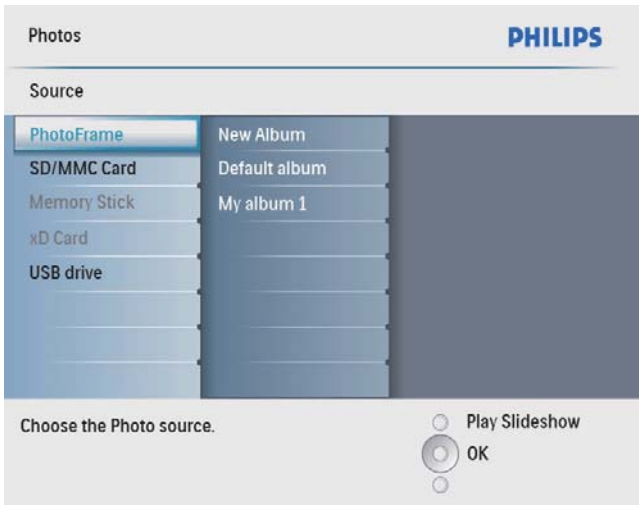 Photos
PHILIPS
Source
PhotoFrame
SD/MMC Card
Memory Stick
xD Card
USB drive
New Album
Default album
My album 1
Choose the Photo source.
Play Slideshow
OK